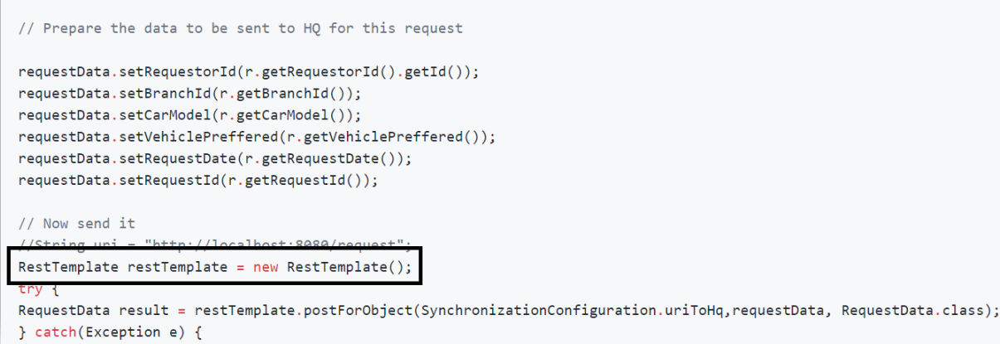 // Prepare the data to be sent to HQ for this request
requestData.setRequestorId(r.getRequestorId().getId());
requestData.setBranchId(r.getBranchId());
requestData.setCarModel(r.getCarModel());
requestData.setVehiclePreffered(r.getVehiclePreffered());
requestData.setRequestDate(r.getRequestDate());
requestData.setRequestId(r.getRequestId());
// Now send it
//String uri = "http://localhost:8080/request";
RestTemplate restTemplate = new RestTemplate();
try {
RequestData result = restTemplate.postForObject(SynchronizationConfiguration.uriToHq,requestData, RequestData.class);
} catch(Exception e) {